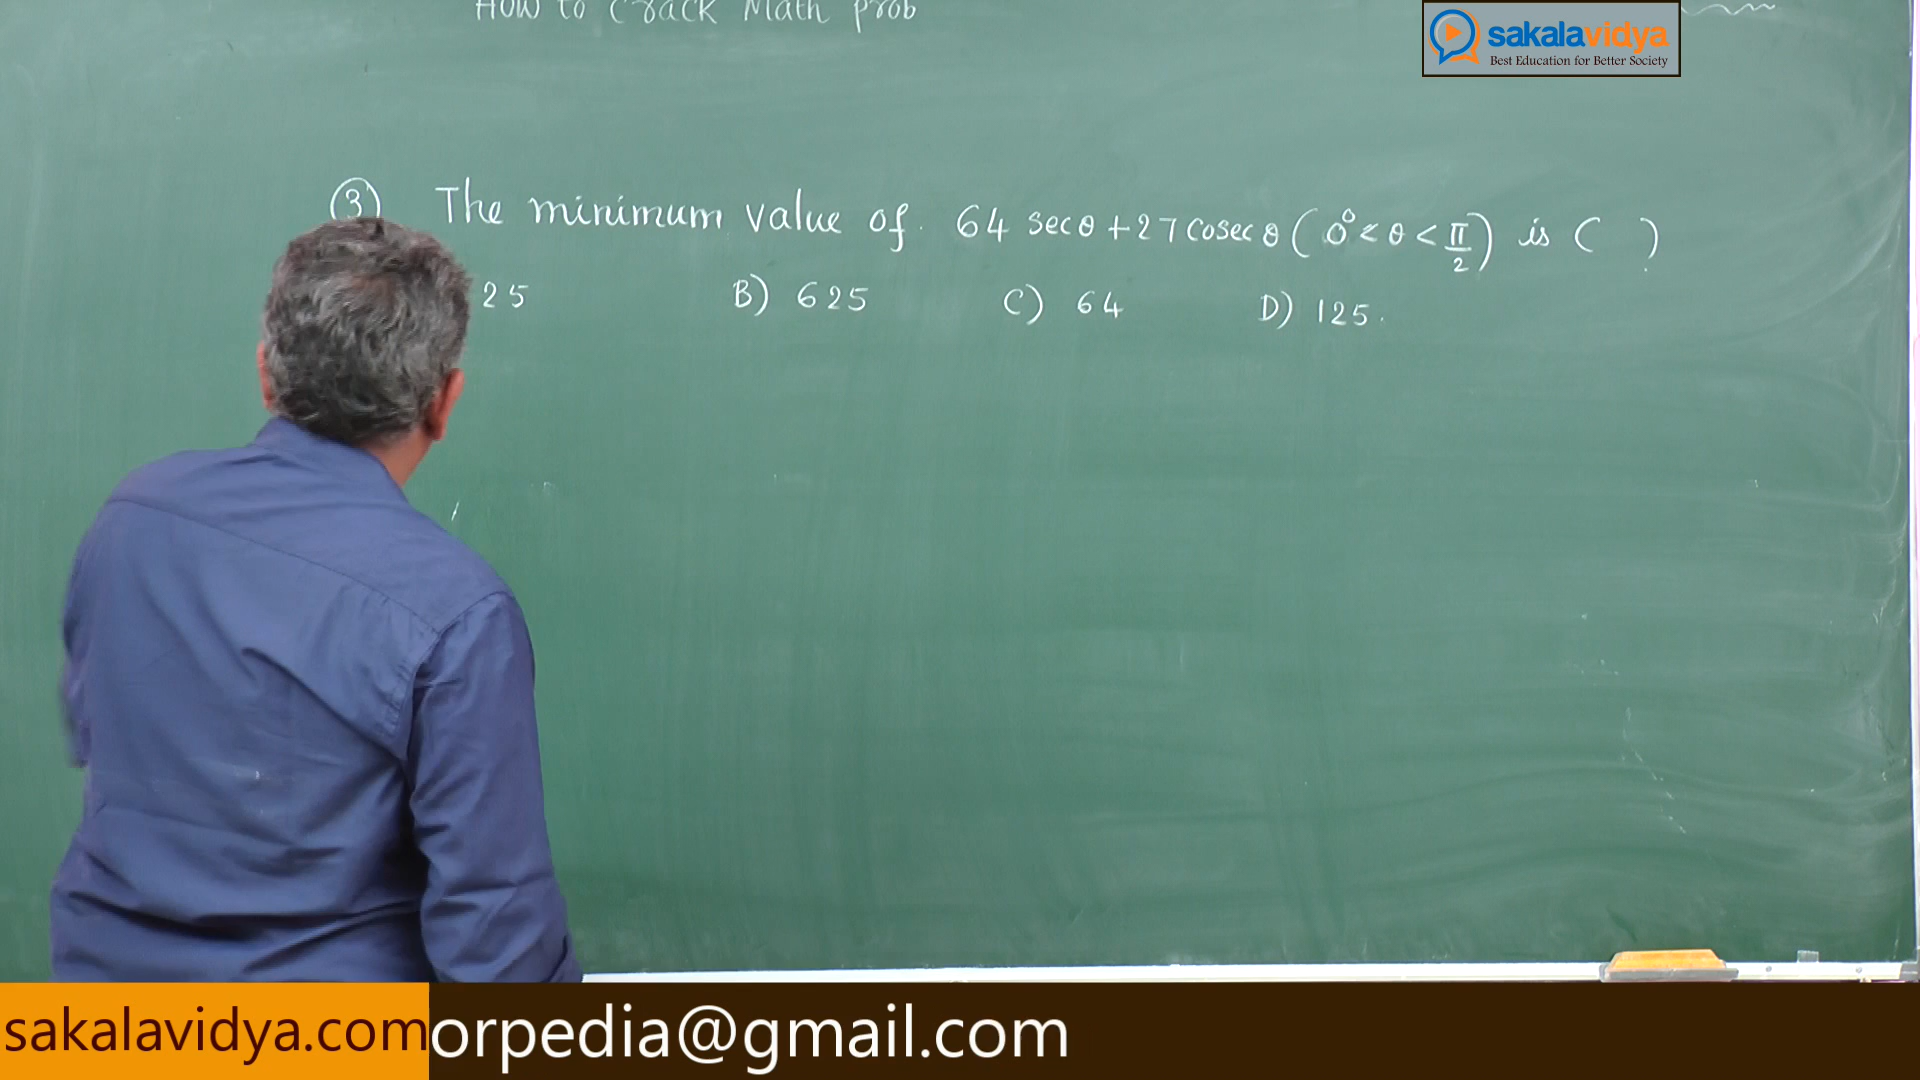 How to Crack Math prob
sakalavidya
Best Education for Better Society
③ The minimum value of 64 secθ + 27 cosec θ ( 0° < θ < π/2 ) is ( )
25 B) 625 C) 64 D) 125.
sakalavidya.com orpedia@gmail.com